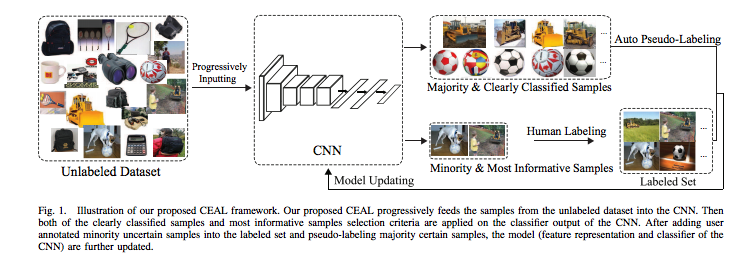 Progressively
Inputting
Auto Pseudo-Labeling
Majority & Clearly Classified Samples
Human Labeling
CNN
Minority & Most Informative Samples
Unlabeled Dataset
Model Updating
Labeled Set
Fig. 1. Illustration of our proposed CEAL framework. Our proposed CEAL progressively feeds the samples from the unlabeled dataset into the CNN. Then
both of the clearly classified samples and most informative samples selection criteria are applied on the classifier output of the CNN. After adding user
annotated minority uncertain samples into the labeled set and pseudo-labeling majority certain samples, the model (feature representation and classifier of the
CNN) are further updated.